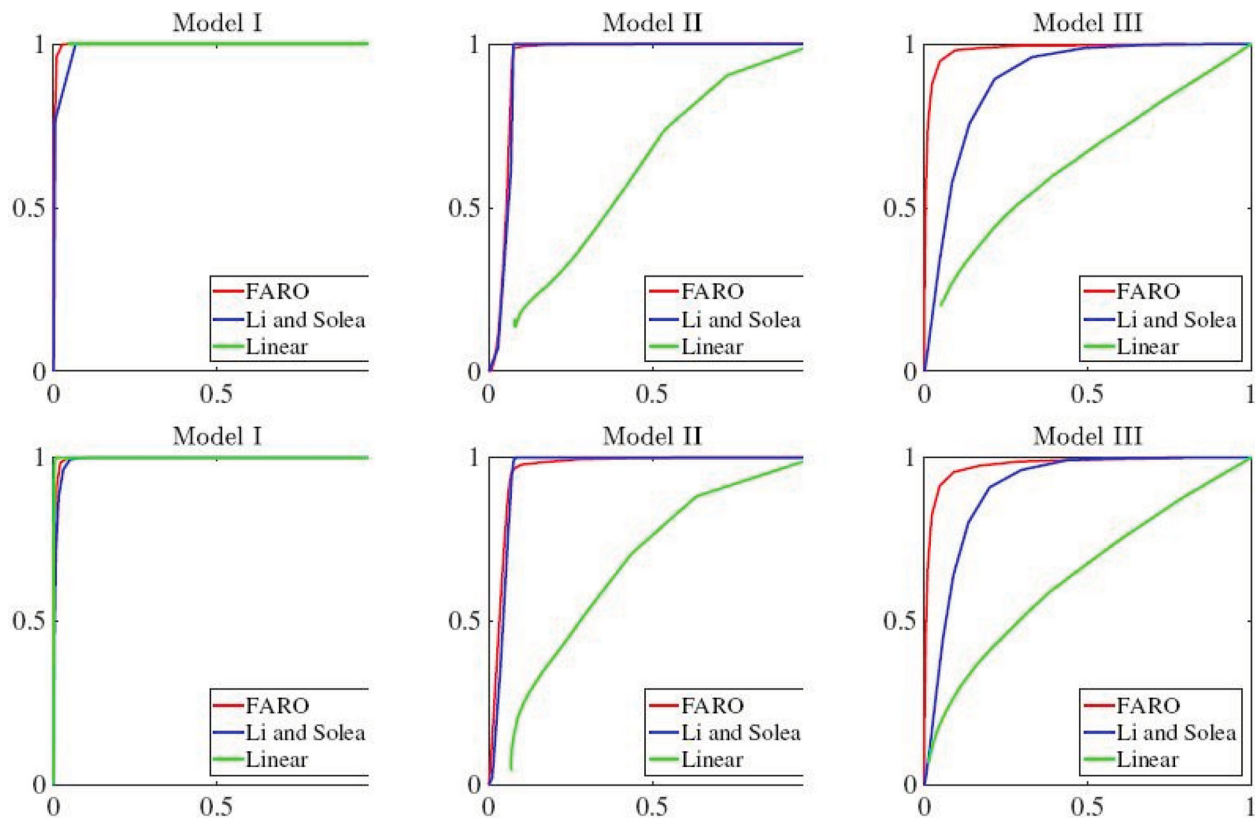 Model I
1
0.5
0
0
0.5
FARO
Li and Solea
Linear
Model II
1
0.5
0
0
0.5
FARO
Li and Solea
Linear
Model III
1
0.5
0
0
0.5
1
FARO
Li and Solea
Linear
Model I
1
0.5
0
0
0.5
FARO
Li and Solea
Linear
Model II
1
0.5
0
0
0.5
FARO
Li and Solea
Linear
Model III
1
0.5
0
0
0.5
1
FARO
Li and Solea
Linear